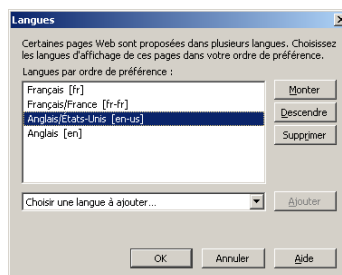 Langues
Certaines pages Web sont proposées dans plusieurs langues. Choisissez
les langues d'affichage de ces pages dans votre ordre de préférence.
Langues par ordre de préférence :
Français [fr]
Français/France [fr-fr]
Anglais/États-Unis [en-us]
Anglais [en]
Monter
Descendre
Supprimer
Choisir une langue à ajouter...
Ajouter
OK
Annuler
Aide